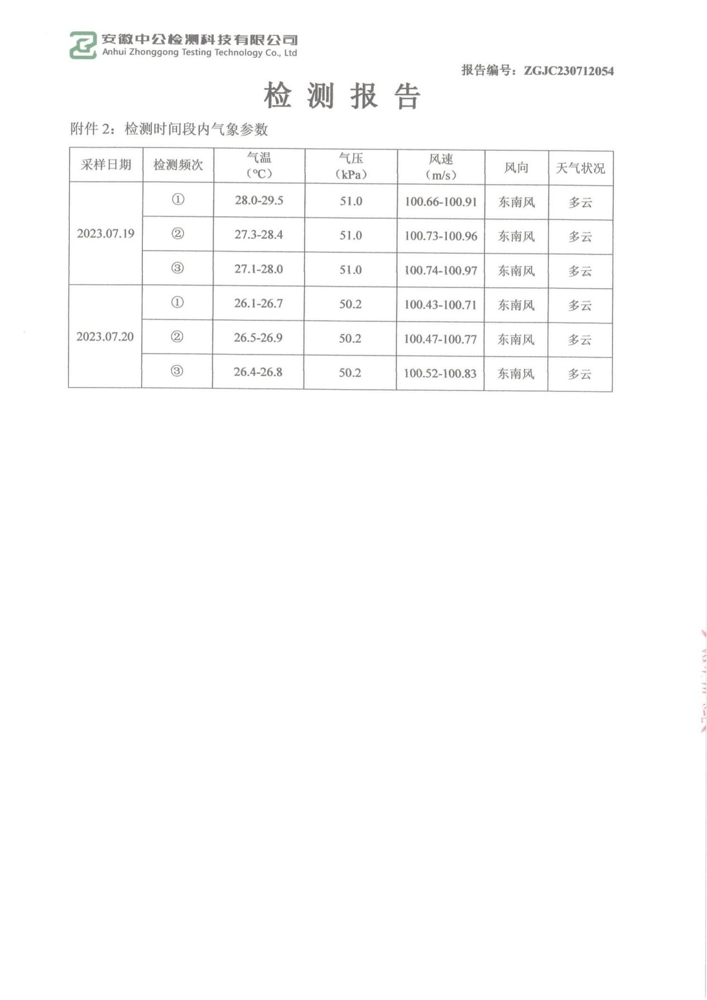 安徽中公检测科技有限公司
Anhui Zhonggong Testing Technology Co., Ltd
报告编号：ZGJC230712054
检测报告
附件 2：检测时间段内气象参数
采样日期 检测频次 气温（℃） 气压（kPa） 风速（m/s） 风向 天气状况
2023.07.19 ① 28.0-29.5 51.0 100.66-100.91 东南风 多云
② 27.3-28.4 51.0 100.73-100.96 东南风 多云
③ 27.1-28.0 51.0 100.74-100.97 东南风 多云
2023.07.20 ① 26.1-26.7 50.2 100.43-100.71 东南风 多云
② 26.5-26.9 50.2 100.47-100.77 东南风 多云
③ 26.4-26.8 50.2 100.52-100.83 东南风 多云